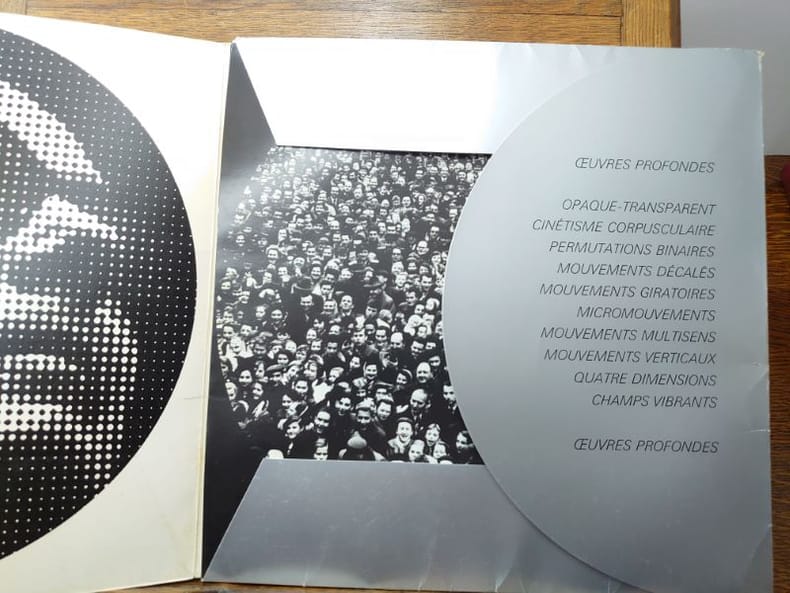 ŒUVRES PROFONDES
OPAQUE-TRANSPARENT
CINÉTISME CORPUSCULAIRE
PERMUTATIONS BINAIRES
MOUVEMENTS DÉCALÉS
MOUVEMENTS GIRATOIRES
MICROMOUVEMENTS
MOUVEMENTS MULTISENS
MOUVEMENTS VERTICAUX
QUATRE DIMENSIONS
CHAMPS VIBRANTS
ŒUVRES PROFONDES